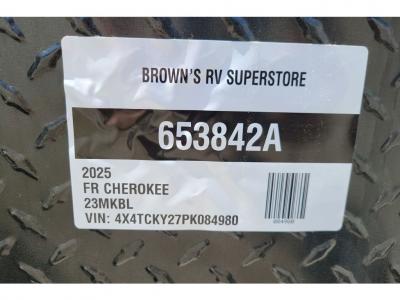 BROWN'S RV SUPERSTORE
653842A
2025
FR CHEROKEE
23MKBL
VIN: 4X4TCKY27PK084980